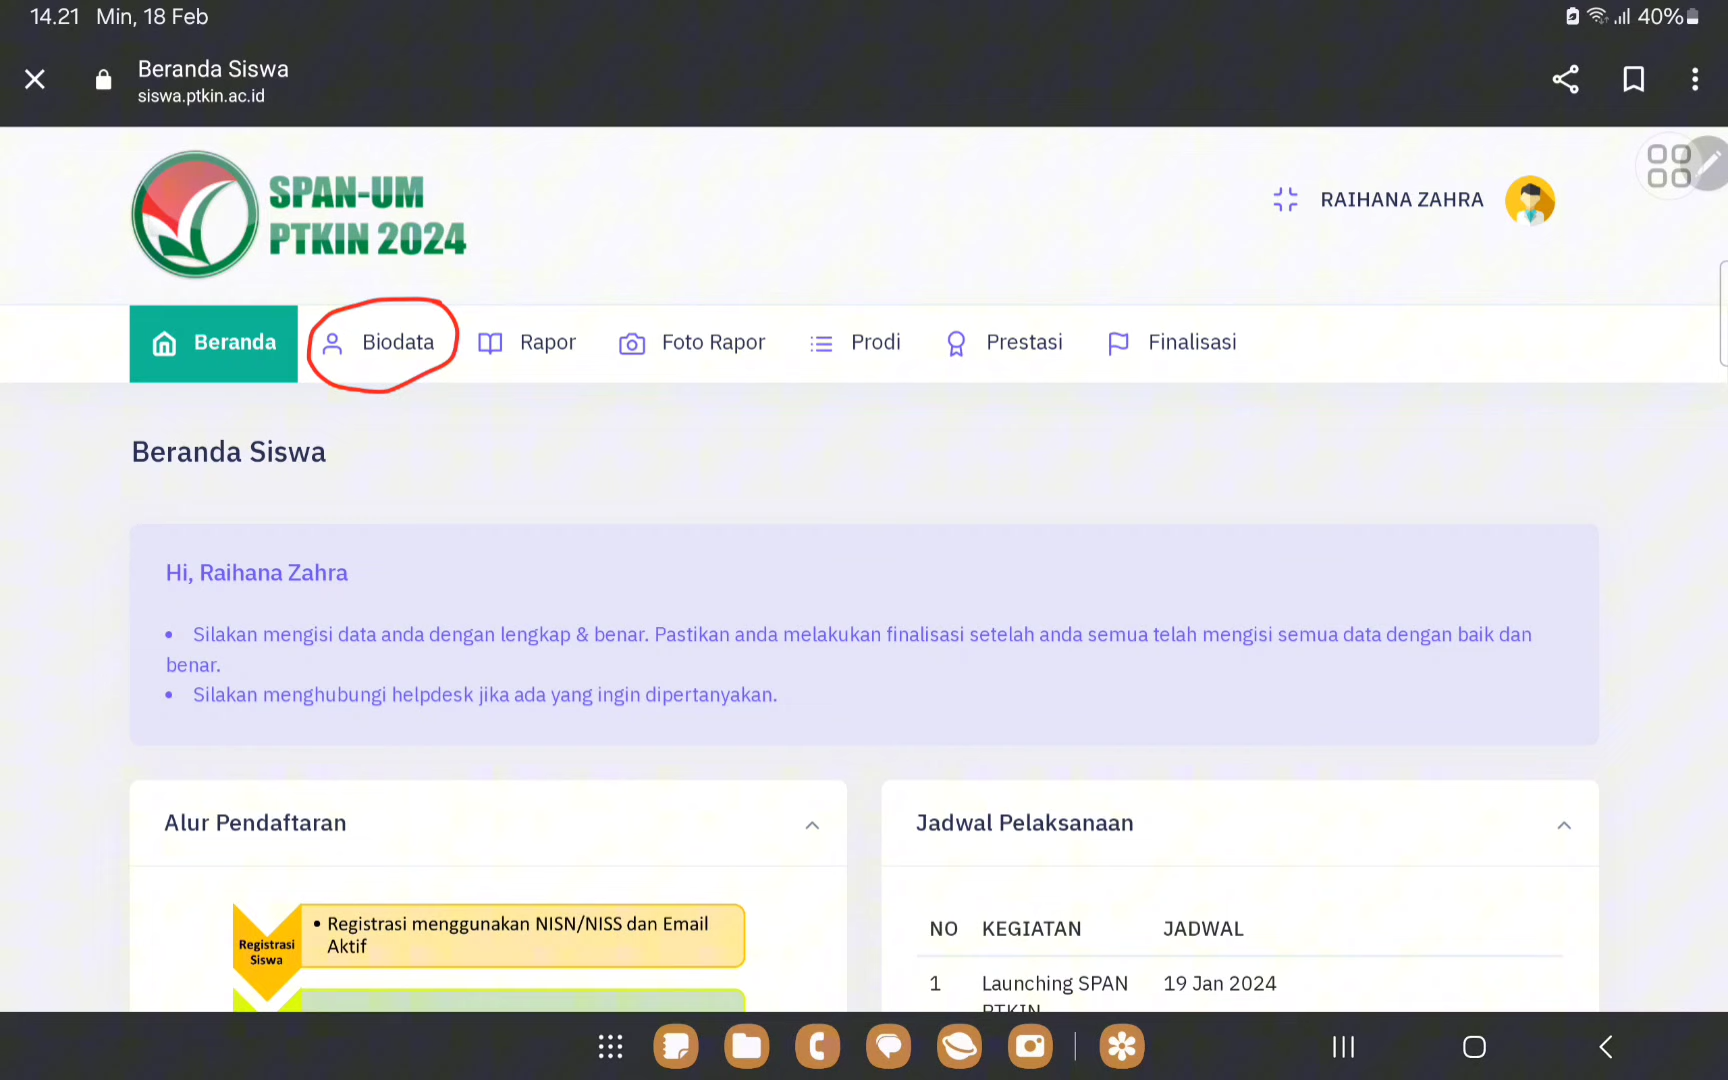 14.21 Min, 18 Feb 40%
Beranda Siswa
siswa.ptkin.ac.id
SPAN-UM
PTKIN 2024
RAIHANA ZAHRA
Beranda Biodata Rapor Foto Rapor Prodi Prestasi Finalisasi
Beranda Siswa
Hi, Raihana Zahra
• Silakan mengisi data anda dengan lengkap & benar. Pastikan anda melakukan finalisasi setelah anda semua telah mengisi semua data dengan baik dan
benar.
• Silakan menghubungi helpdesk jika ada yang ingin dipertanyakan.
Alur Pendaftaran
Registrasi
Siswa
• Registrasi menggunakan NISN/NISS dan Email
Aktif
Jadwal Pelaksanaan
NO KEGIATAN JADWAL
1 Launching SPAN 19 Jan 2024
PTKIN